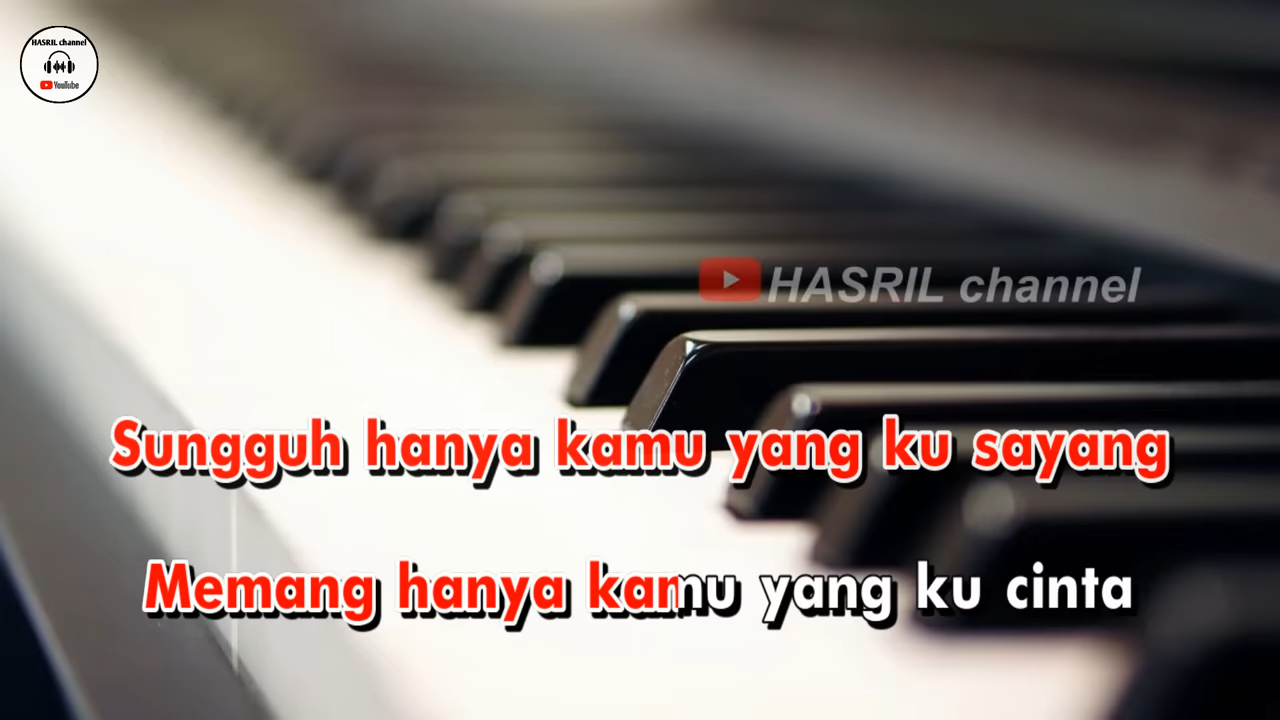 HASRIL channel
YouTube
HASRIL channel
Sungguh hanya kamu yang ku sayang
Memang hanya kamu yang ku cinta